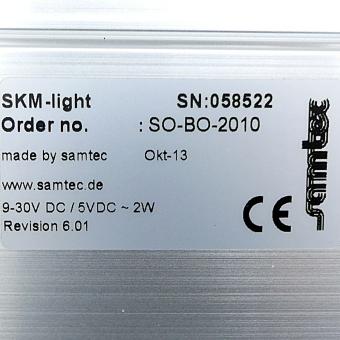 SKM-light SN:058522
Order no. : SO-BO-2010
made by samtec Okt-13
www.samtec.de
9-30V DC / 5VDC ~ 2W
Revision 6.01
CE
samtec